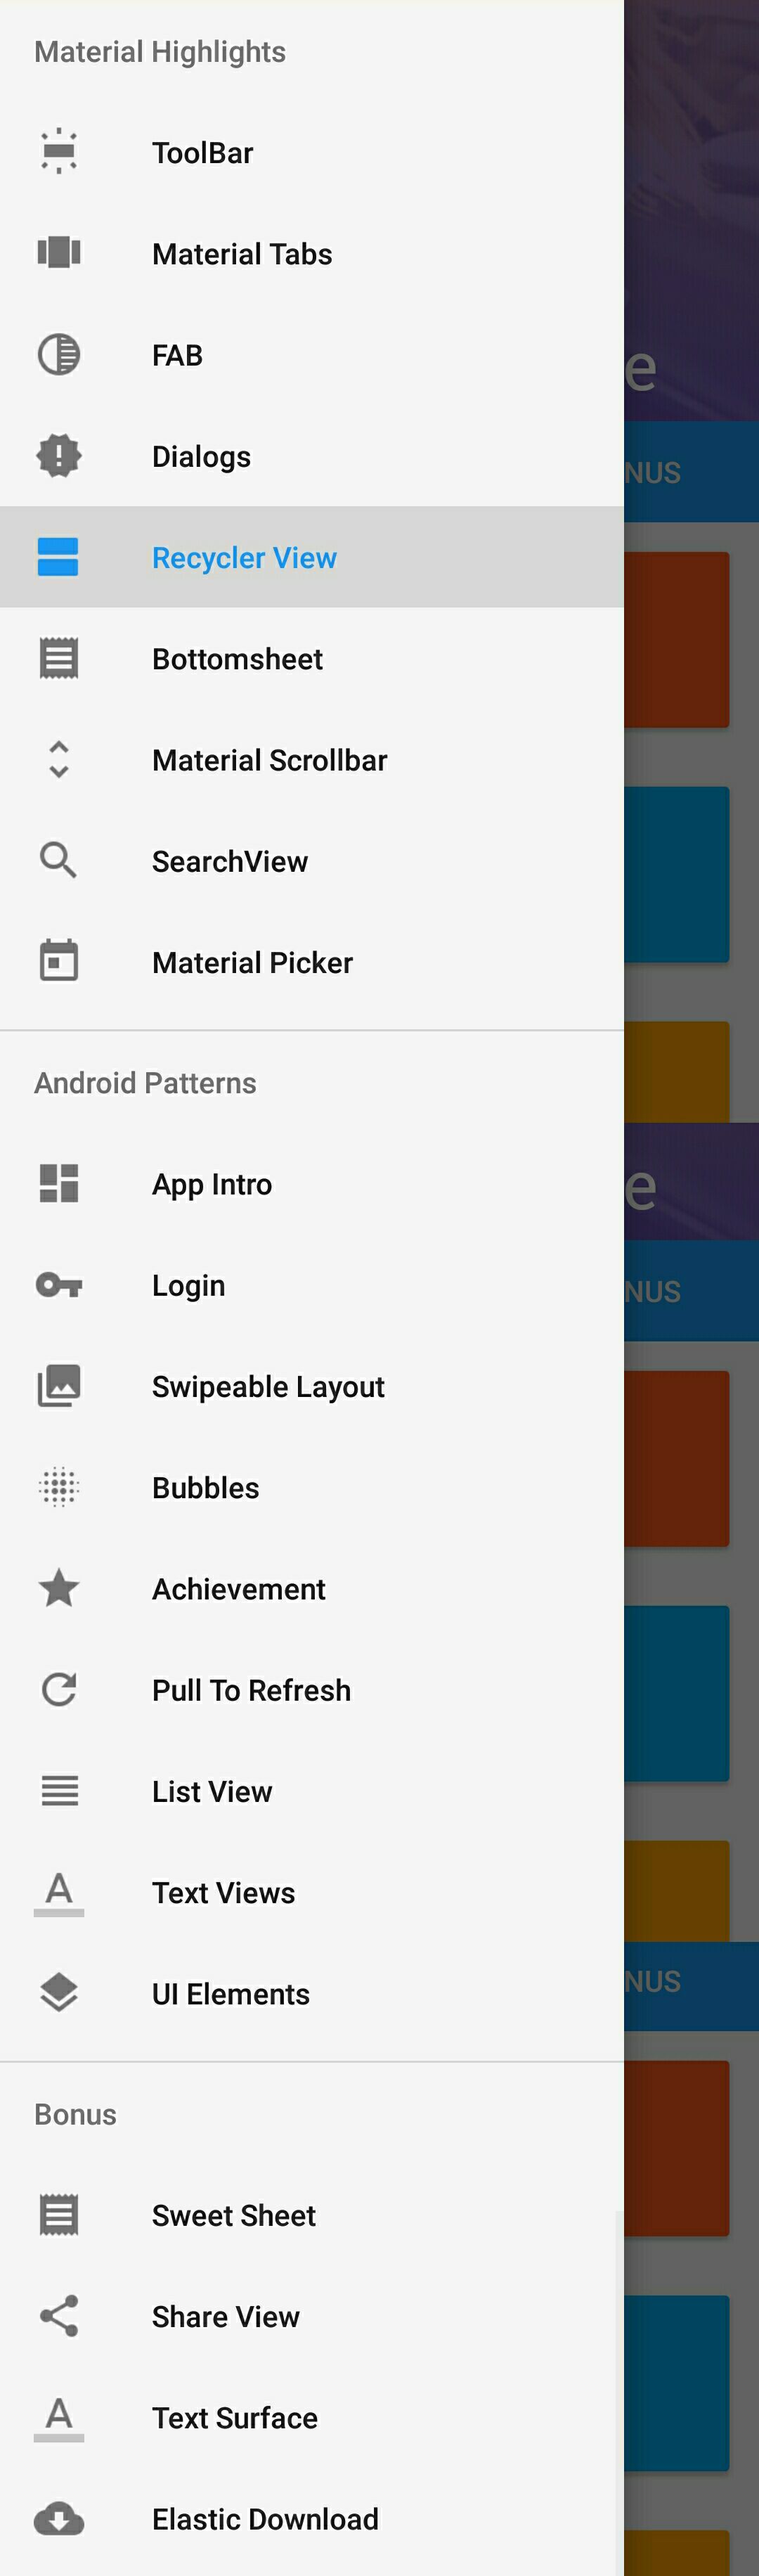 Material Highlights
ToolBar
Material Tabs
FAB
Dialogs
Recycler View
Bottomsheet
Material Scrollbar
SearchView
Material Picker
Android Patterns
App Intro
Login
Swipeable Layout
Bubbles
Achievement
Pull To Refresh
List View
A Text Views
UI Elements
Bonus
Sweet Sheet
Share View
A Text Surface
Elastic Download
e
NUS
e
NUS
NUS